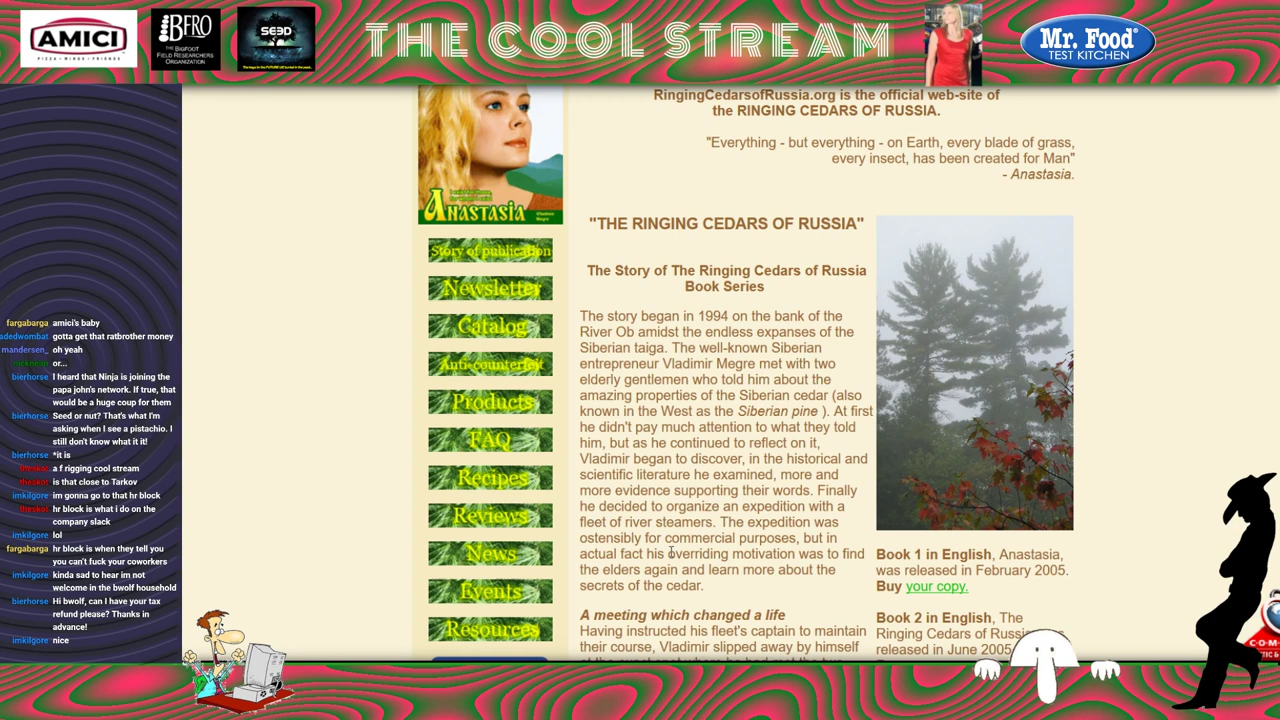 AMICI
PIZZA • WINGS • FRIENDS
BFRO
THE BIGFOOT
FIELD RESEARCHERS
ORGANIZATION
SEED
THE COOL STREAM
Mr. Food
TEST KITCHEN
fargabarga amici's baby
adedwombat gotta get that ratbrother money
mandersen_ oh yeah
or...
bierhorse I heard that Ninja is joining the
papa john's network. If true, that
would be a huge coup for them
bierhorse Seed or nut? That's what I'm
asking when I see a pistachio. I
still don't know what it it!
bierhorse *it is
theskot a f rigging cool stream
theskot is that close to Tarkov
imkilgore im gonna go to that hr block
theskot hr block is what i do on the
company slack
imkilgore lol
fargabarga hr block is when they tell you
you can't fuck your coworkers
imkilgore kinda sad to hear im not
welcome in the bwolf household
bierhorse Hi bwolf, can I have your tax
refund please? Thanks in
advance!
imkilgore nice
ANASTASIA
Story of publication
Newsletter
Catalog
Anti-counterfeit
Products
FAQ
Recipes
Reviews
News
Events
Resources
RingingCedarsofRussia.org is the official web-site of
the RINGING CEDARS OF RUSSIA.
"Everything - but everything - on Earth, every blade of grass,
every insect, has been created for Man"
- Anastasia.
"THE RINGING CEDARS OF RUSSIA"
The Story of The Ringing Cedars of Russia
Book Series
The story began in 1994 on the bank of the
River Ob amidst the endless expanses of the
Siberian taiga. The well-known Siberian
entrepreneur Vladimir Megre met with two
elderly gentlemen who told him about the
amazing properties of the Siberian cedar (also
known in the West as the Siberian pine ). At first
he didn't pay much attention to what they told
him, but as he continued to reflect on it,
Vladimir began to discover, in the historical and
scientific literature he examined, more and
more evidence supporting their words. Finally
he decided to organize an expedition with a
fleet of river steamers. The expedition was
ostensibly for commercial purposes, but in
actual fact his overriding motivation was to find
the elders again and learn more about the
secrets of the cedar.
A meeting which changed a life
Having instructed his fleet's captain to maintain
their course, Vladimir slipped away by himself
Book 1 in English, Anastasia,
was released in February 2005.
Buy your copy.
Book 2 in English, The
Ringing Cedars of Russia
released in June 2005